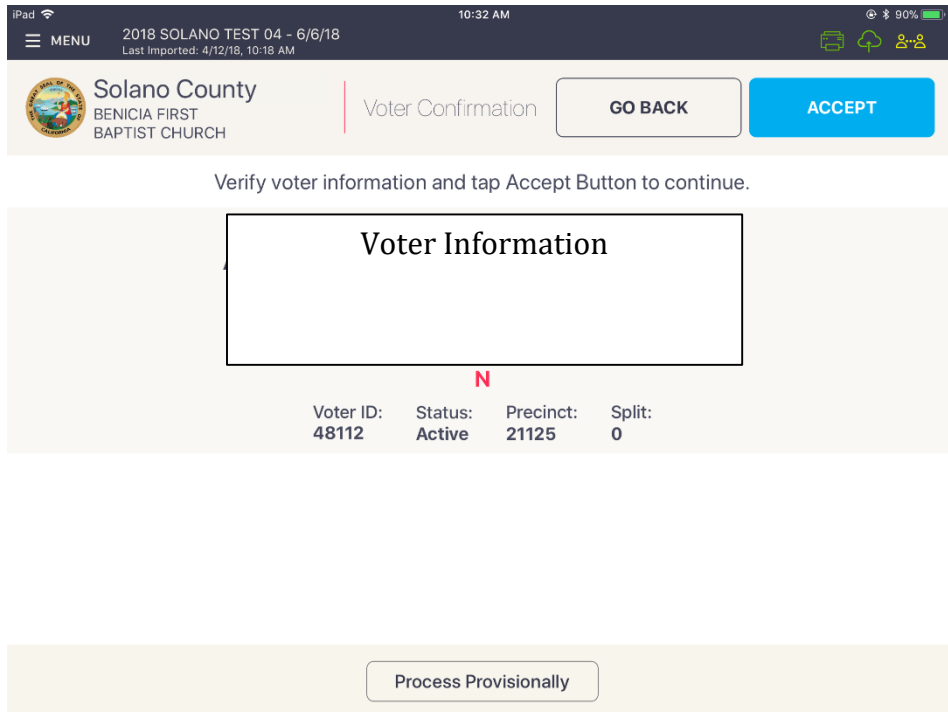 iPad 10:32 AM 90%
MENU 2018 SOLANO TEST 04 - 6/6/18
Last Imported: 4/12/18, 10:18 AM
Solano County
BENICIA FIRST
BAPTIST CHURCH
Voter Confirmation
GO BACK
ACCEPT
Verify voter information and tap Accept Button to continue.
Voter Information
N
Voter ID: Status: Precinct: Split:
48112 Active 21125 0
Process Provisionally